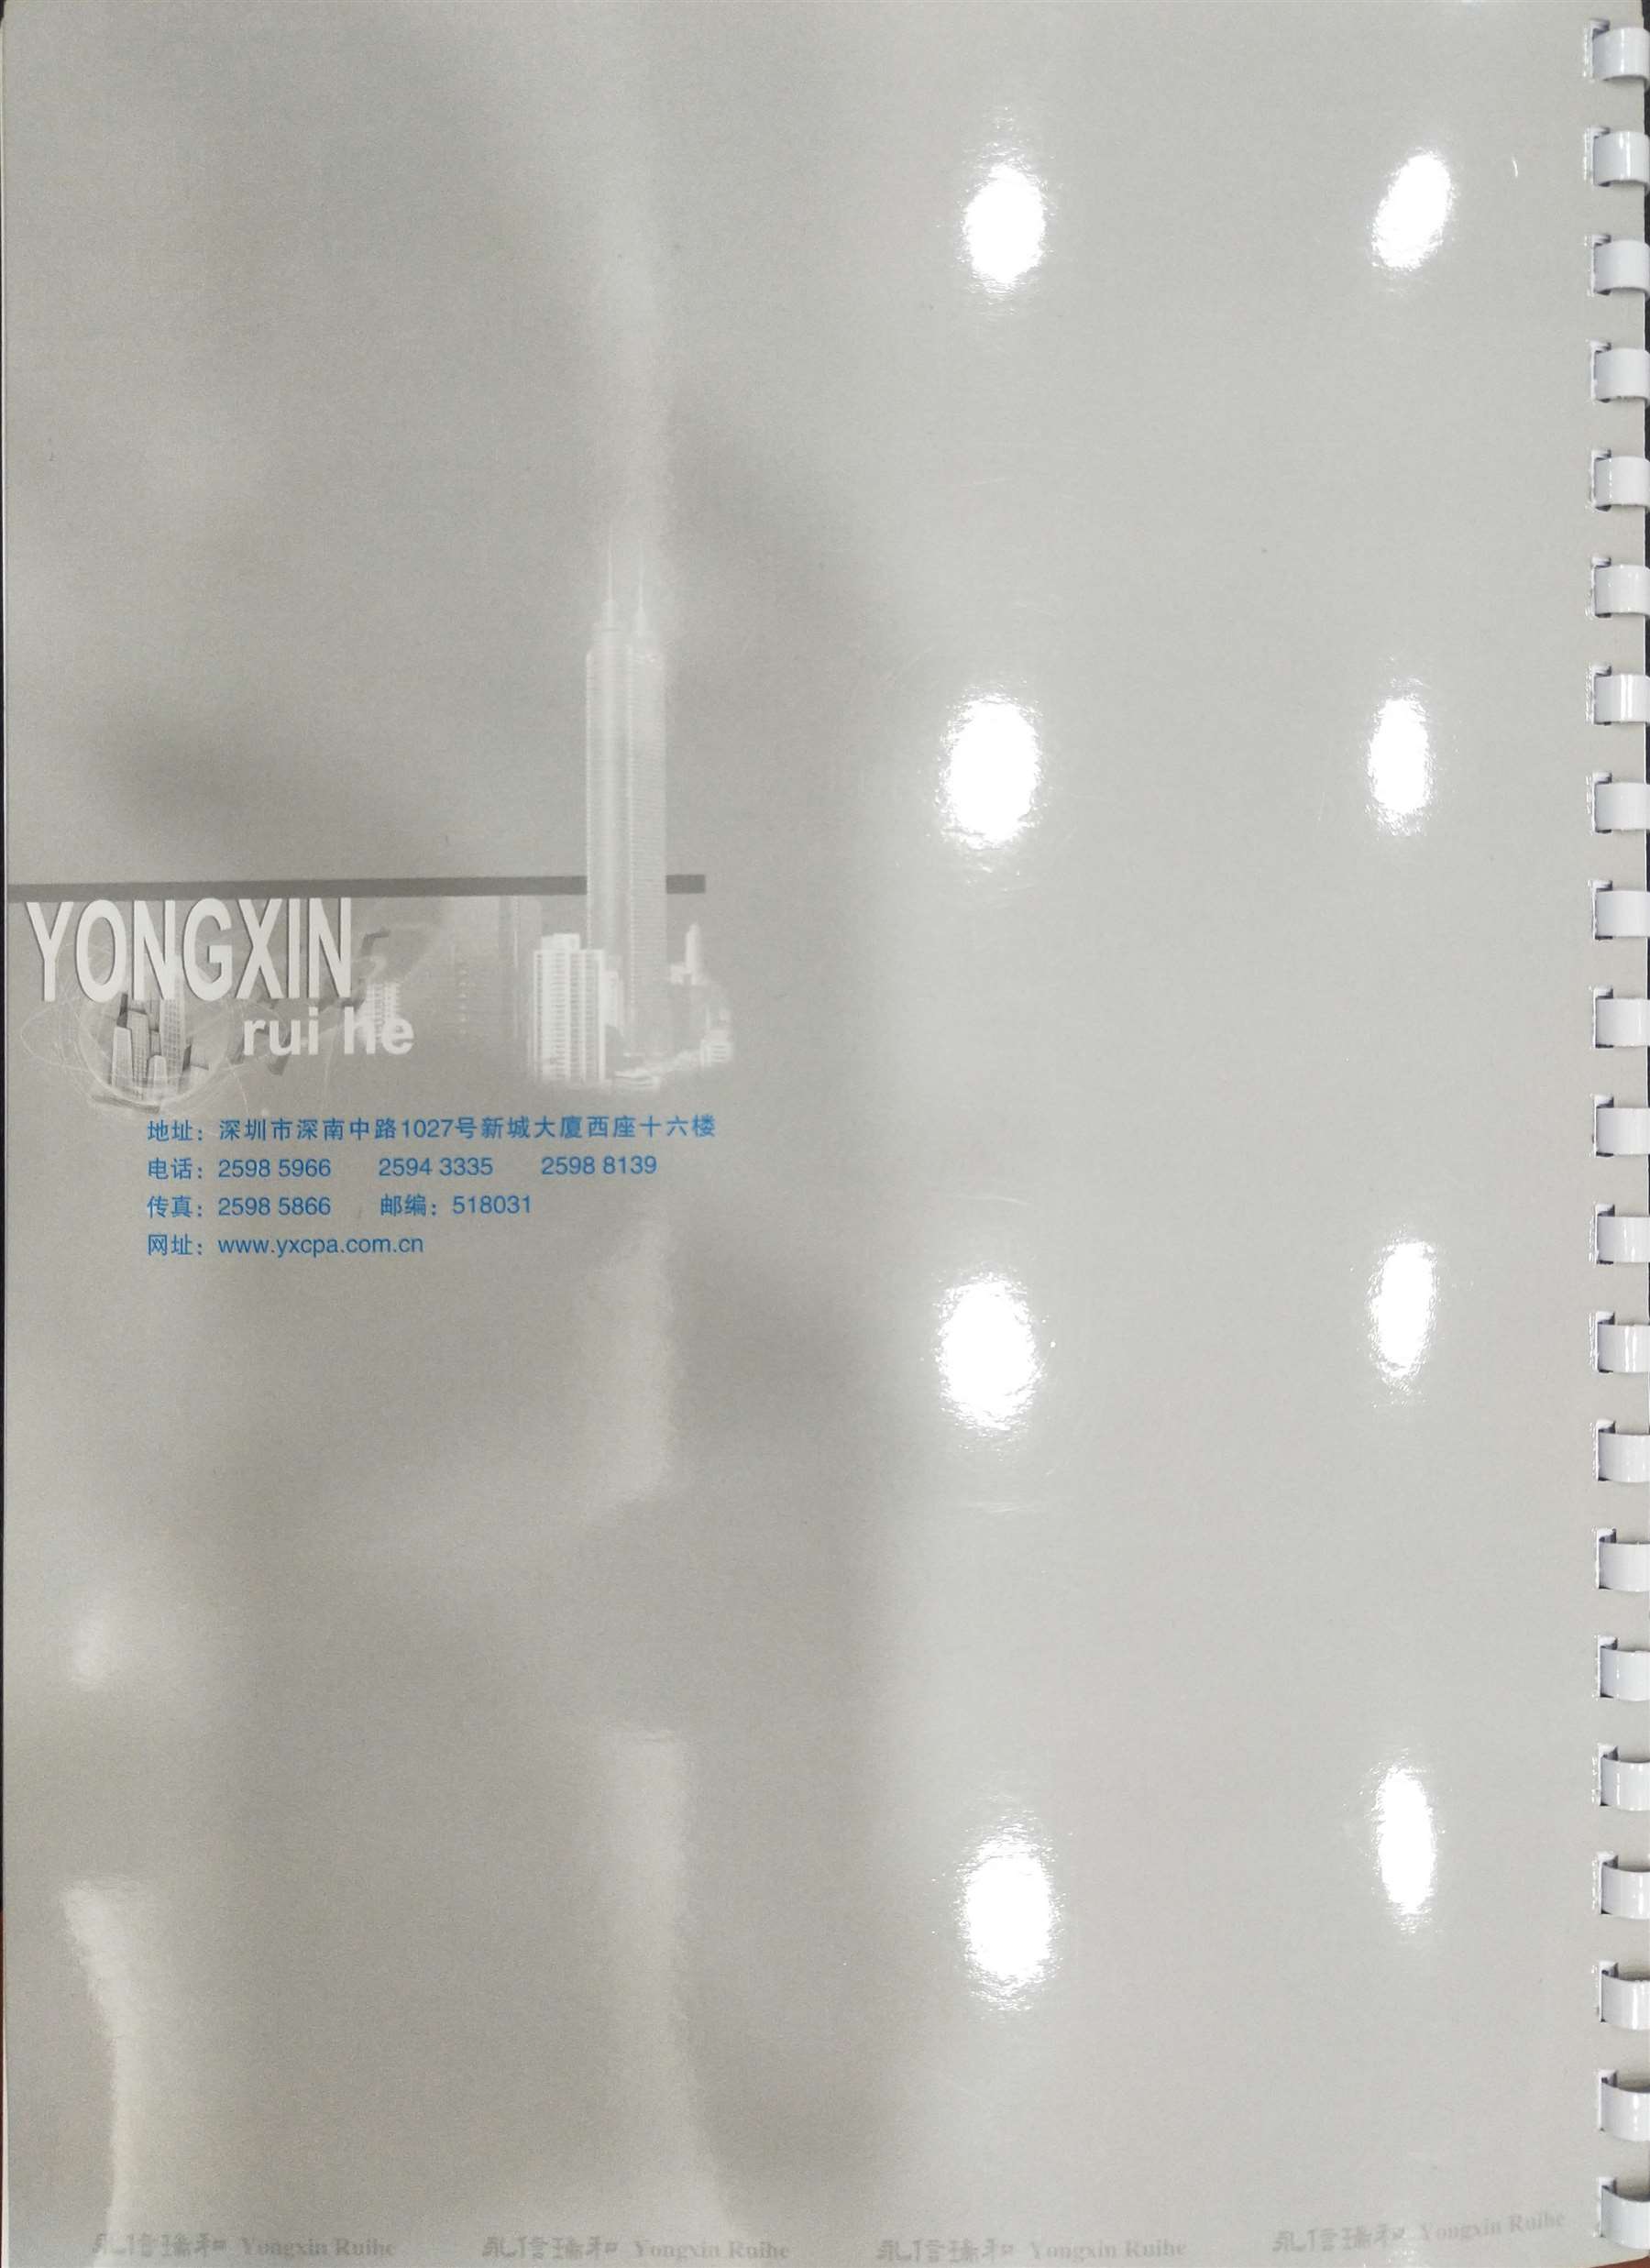 YONGXIN
rui he
地址：深圳市深南中路1027号新城大厦西座十六楼
电话：2598 5966 2594 3335 2598 8139
传真：2598 5866 邮编：518031
网址：www.yxcpa.com.cn
永信瑞和 Yongxin Ruihe 永信瑞和 Yongxin Ruihe 永信瑞和 Yongxin Ruihe 永信瑞和 Yongxin Ruihe